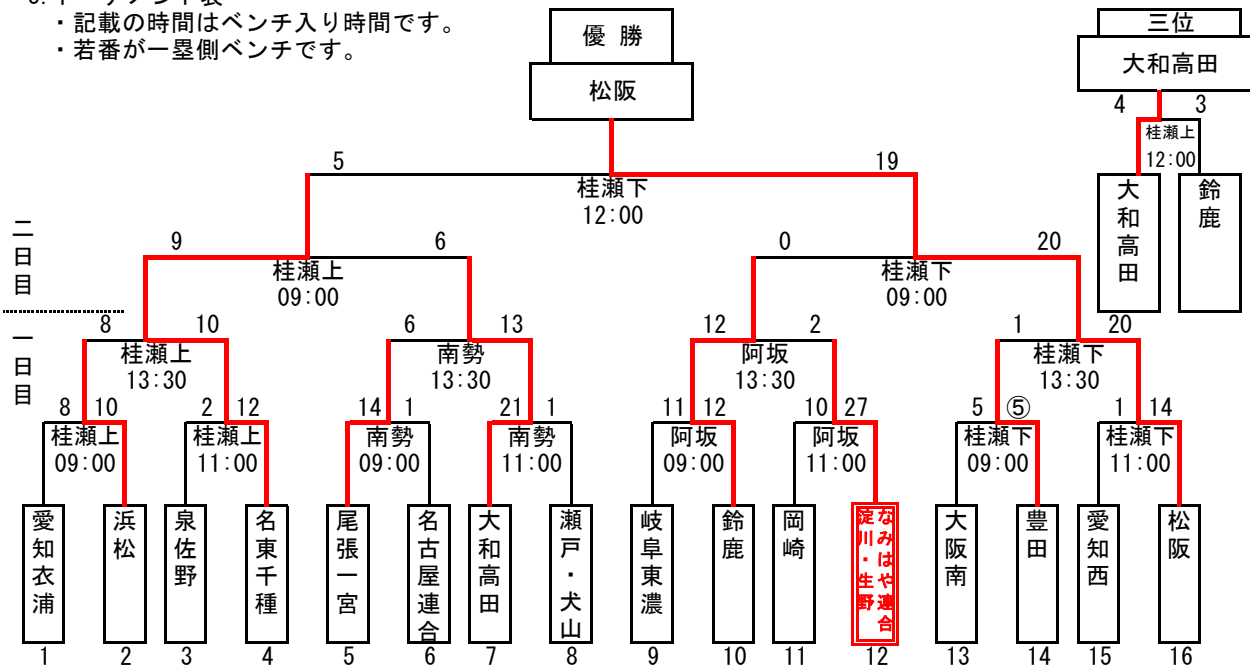 ・記載の時間はベンチ入り時間です。
・若番が一塁側ベンチです。
優 勝
松阪
三位
大和高田
4 3
桂瀬上
12:00
大和高田
鈴鹿
5 19
桂瀬下
12:00
二日目
9 6
桂瀬上
09:00
0 20
桂瀬下
09:00
一日目
8 10
桂瀬上
13:30
6 13
南勢
13:30
12 2
阿坂
13:30
1 20
桂瀬下
13:30
8 10
桂瀬上
09:00
2 12
桂瀬上
11:00
14 1
南勢
09:00
21 1
南勢
11:00
11 12
阿坂
09:00
10 27
阿坂
11:00
5 ⑤
桂瀬下
09:00
1 14
桂瀬下
11:00
愛知衣浦
浜松
泉佐野
名東千種
尾張一宮
名古屋連合
大和高田
瀬戸・犬山
岐阜東濃
鈴鹿
岡崎
なみはや連合
淀川・生野
大阪南
豊田
愛知西
松阪
1 2 3 4 5 6 7 8 9 10 11 12 13 14 15 16